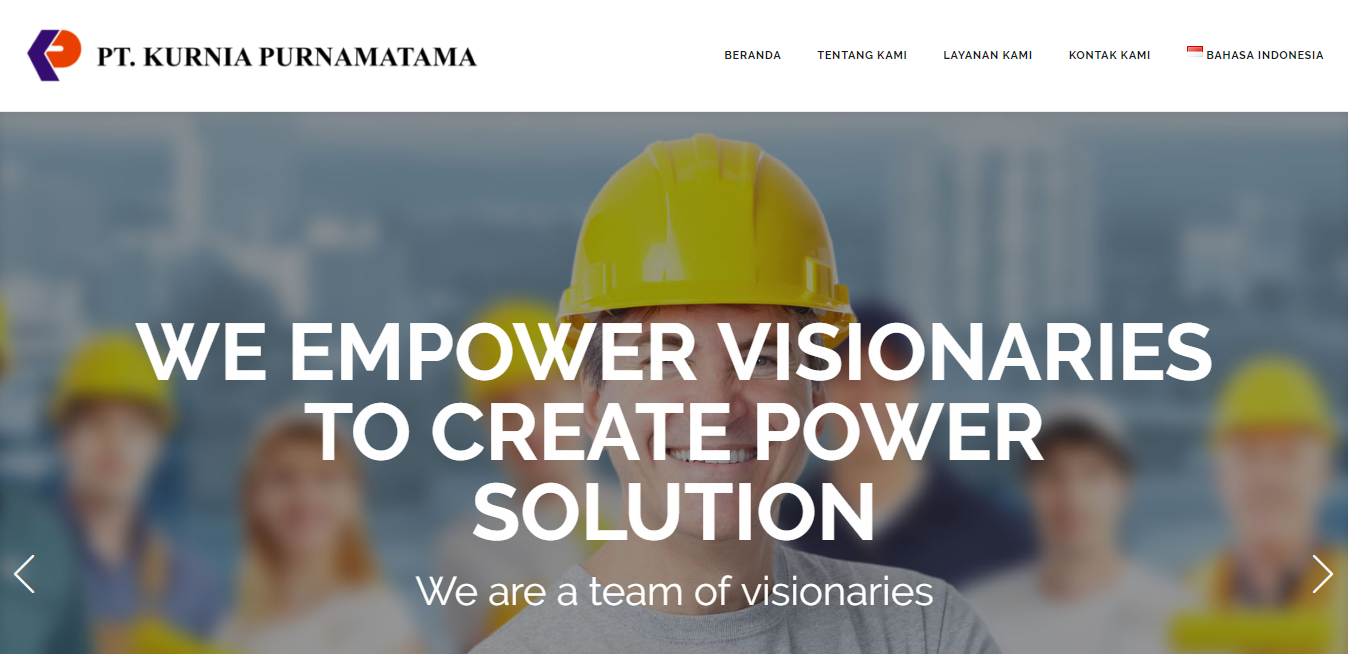 PT. KURNIA PURNAMATAMA
BERANDA TENTANG KAMI LAYANAN KAMI KONTAK KAMI BAHASA INDONESIA
WE EMPOWER VISIONARIES
TO CREATE POWER
SOLUTION
We are a team of visionaries